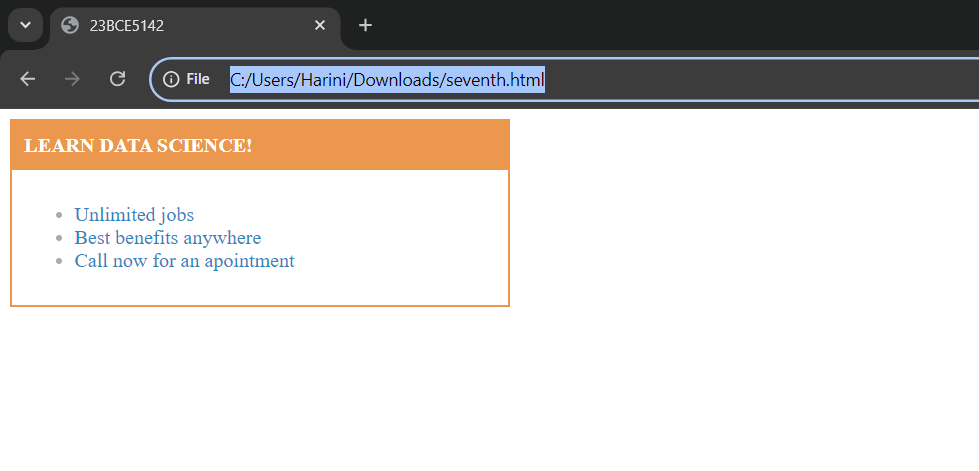 23BCE5142
File C:/Users/Harini/Downloads/seventh.html
LEARN DATA SCIENCE!
Unlimited jobs
Best benefits anywhere
Call now for an apointment